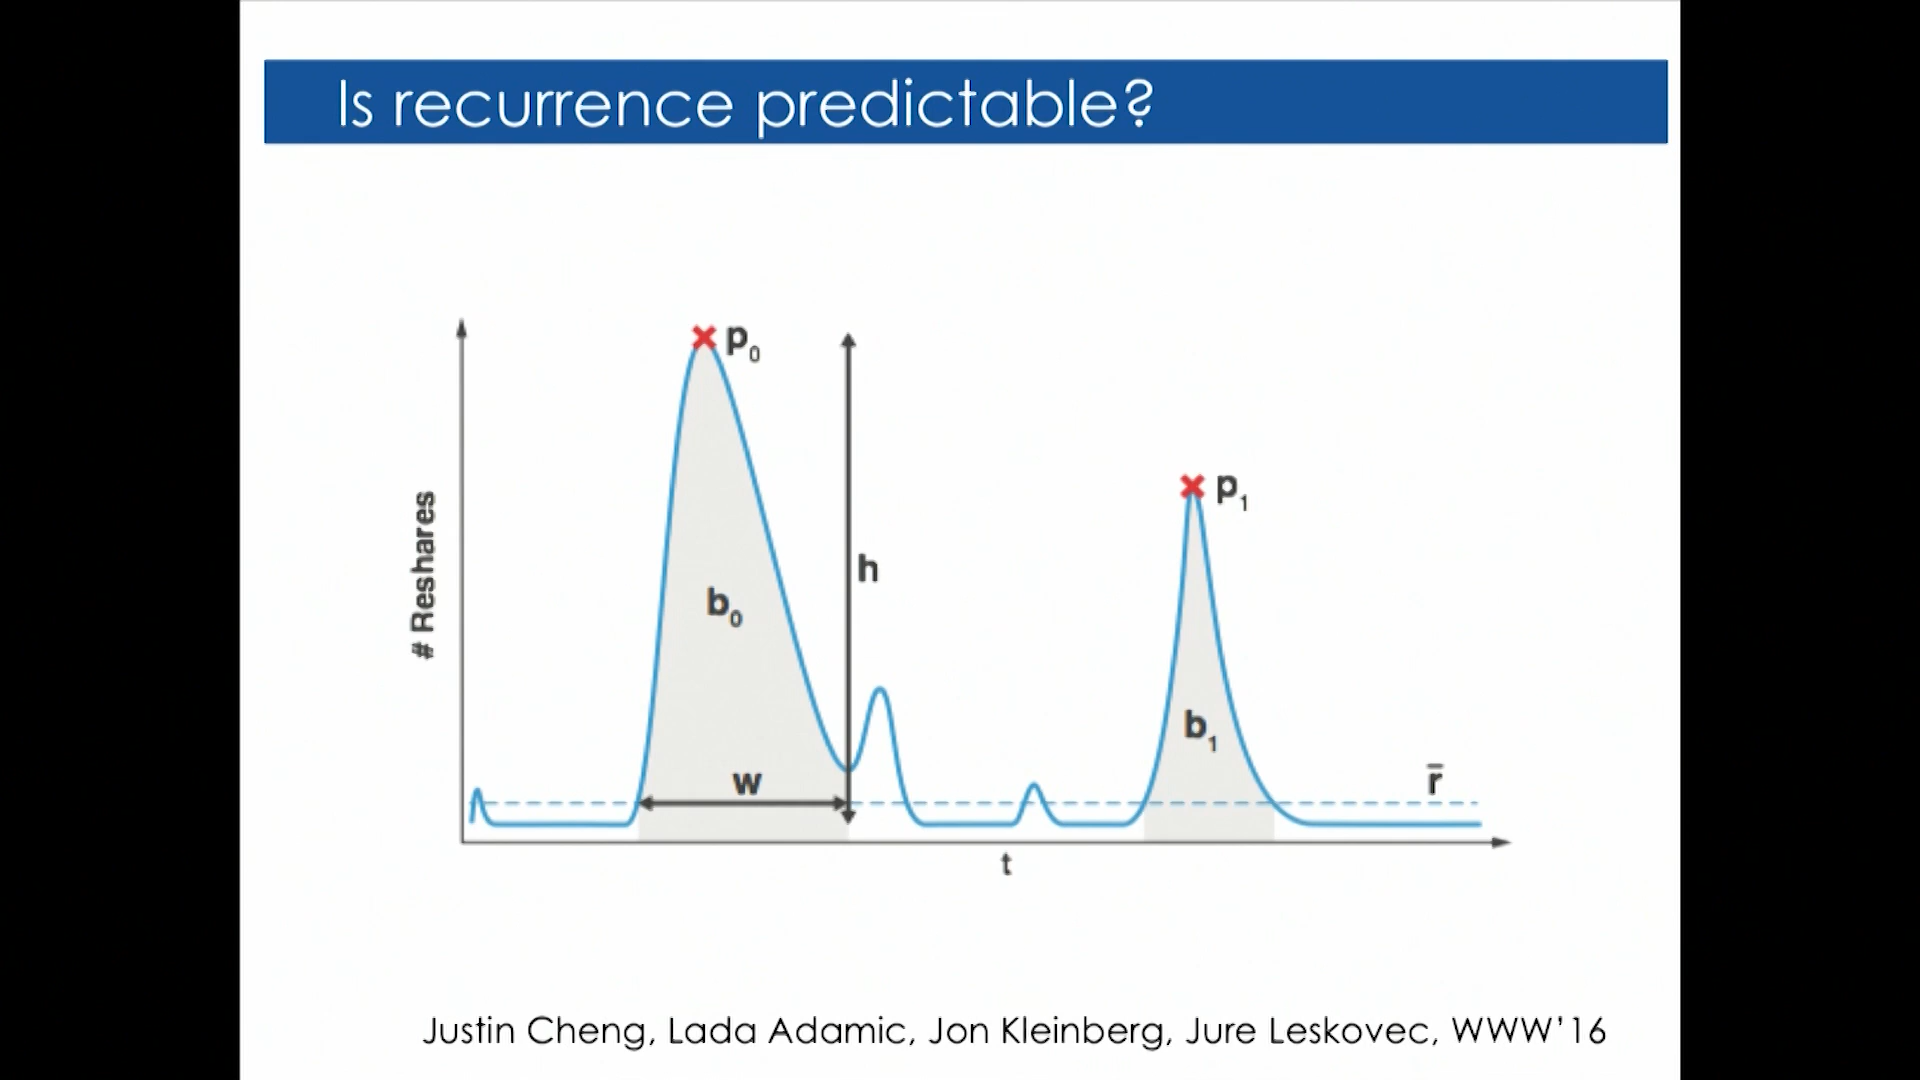 Is recurrence predictable?
p0
h
# Reshares
b0
p1
b1
w
r̄
t
Justin Cheng, Lada Adamic, Jon Kleinberg, Jure Leskovec, WWW'16